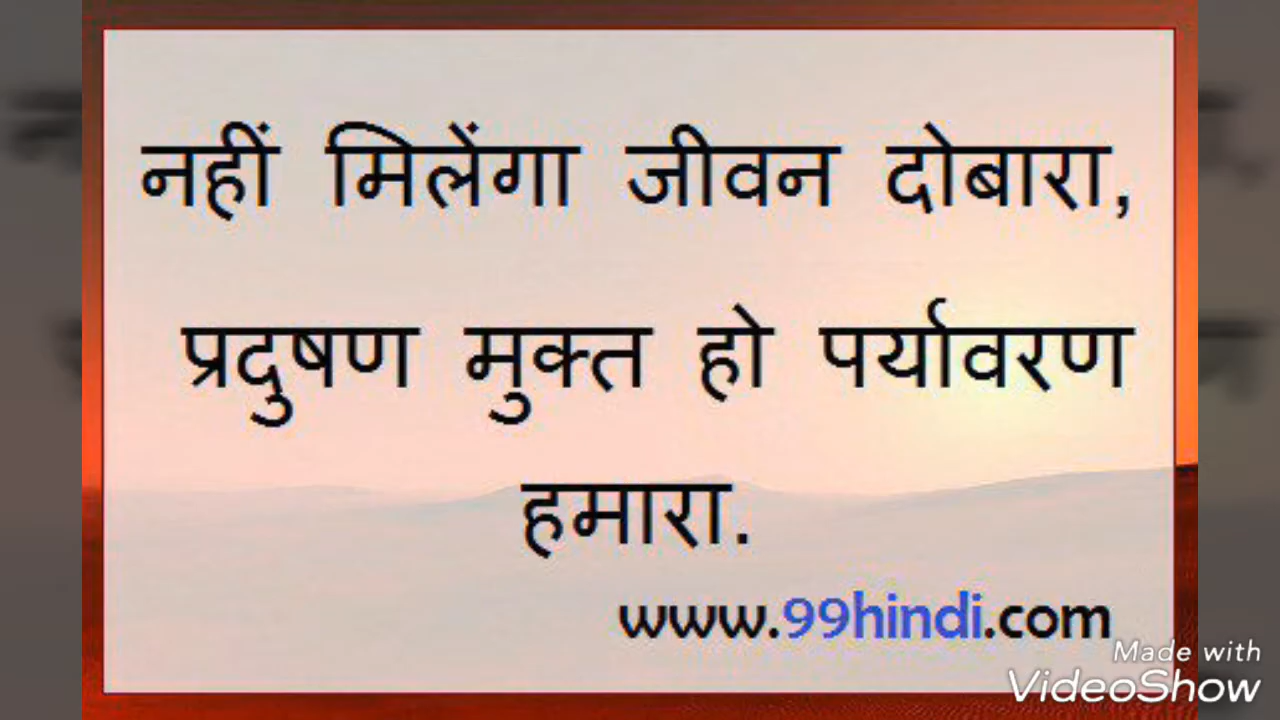 नहीं मिलेंगा जीवन दोबारा,
प्रदुषण मुक्त हो पर्यावरण
हमारा.
www.99hindi.com
Made with
VideoShow